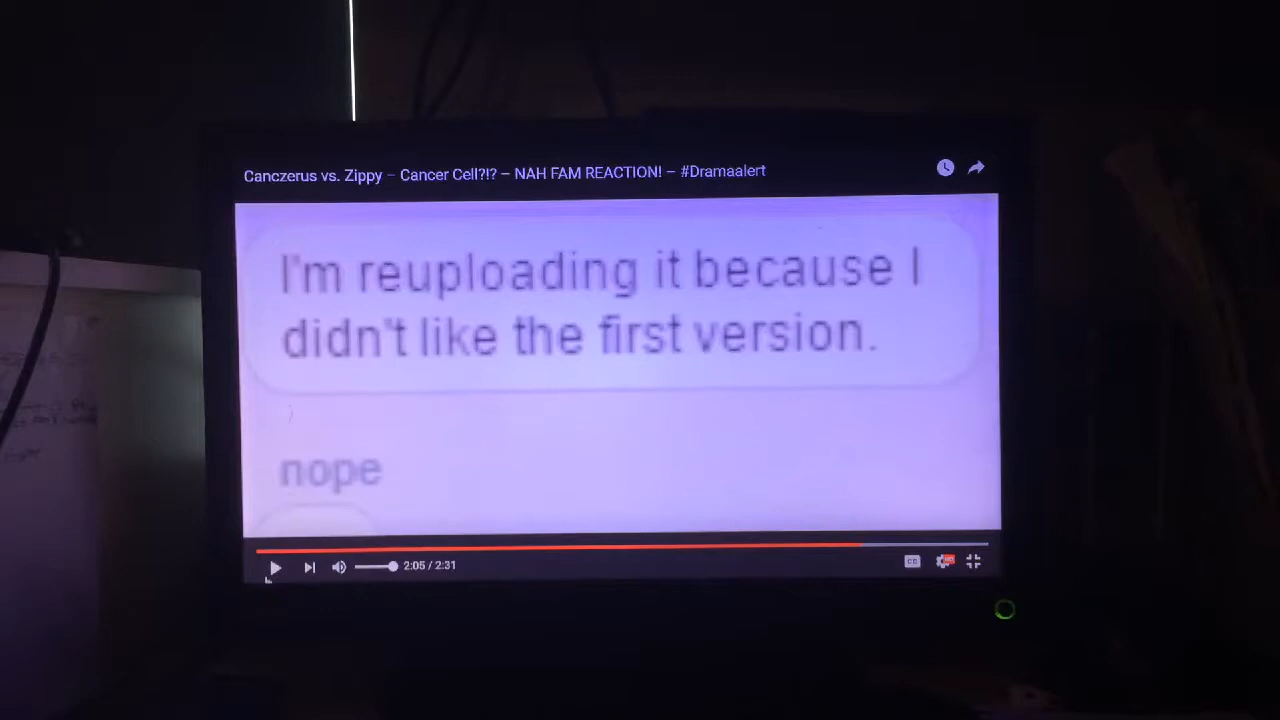 Canczerus vs. Zippy – Cancer Cell?!? – NAH FAM REACTION! – #Dramaalert
I'm reuploading it because I
didn't like the first version.
nope
2:05 / 2:31
CC